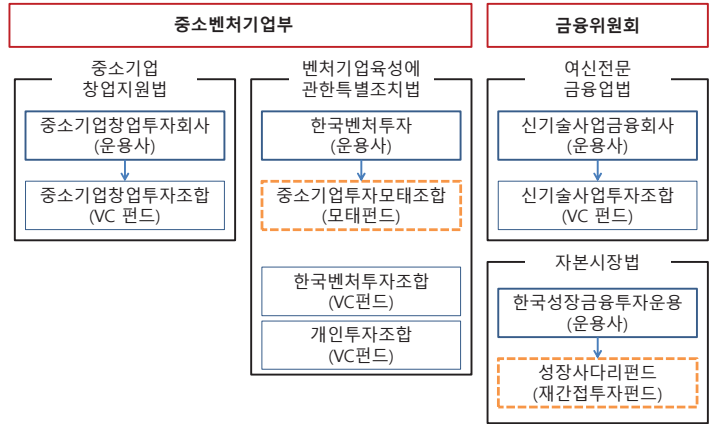 중소벤처기업부
중소기업
창업지원법
중소기업창업투자회사
(운용사)
중소기업창업투자조합
(VC 펀드)
벤처기업육성에
관한특별조치법
한국벤처투자
(운용사)
중소기업투자모태조합
(모태펀드)
한국벤처투자조합
(VC펀드)
개인투자조합
(VC펀드)
금융위원회
여신전문
금융업법
신기술사업금융회사
(운용사)
신기술사업투자조합
(VC 펀드)
자본시장법
한국성장금융투자운용
(운용사)
성장사다리펀드
(재간접투자펀드)